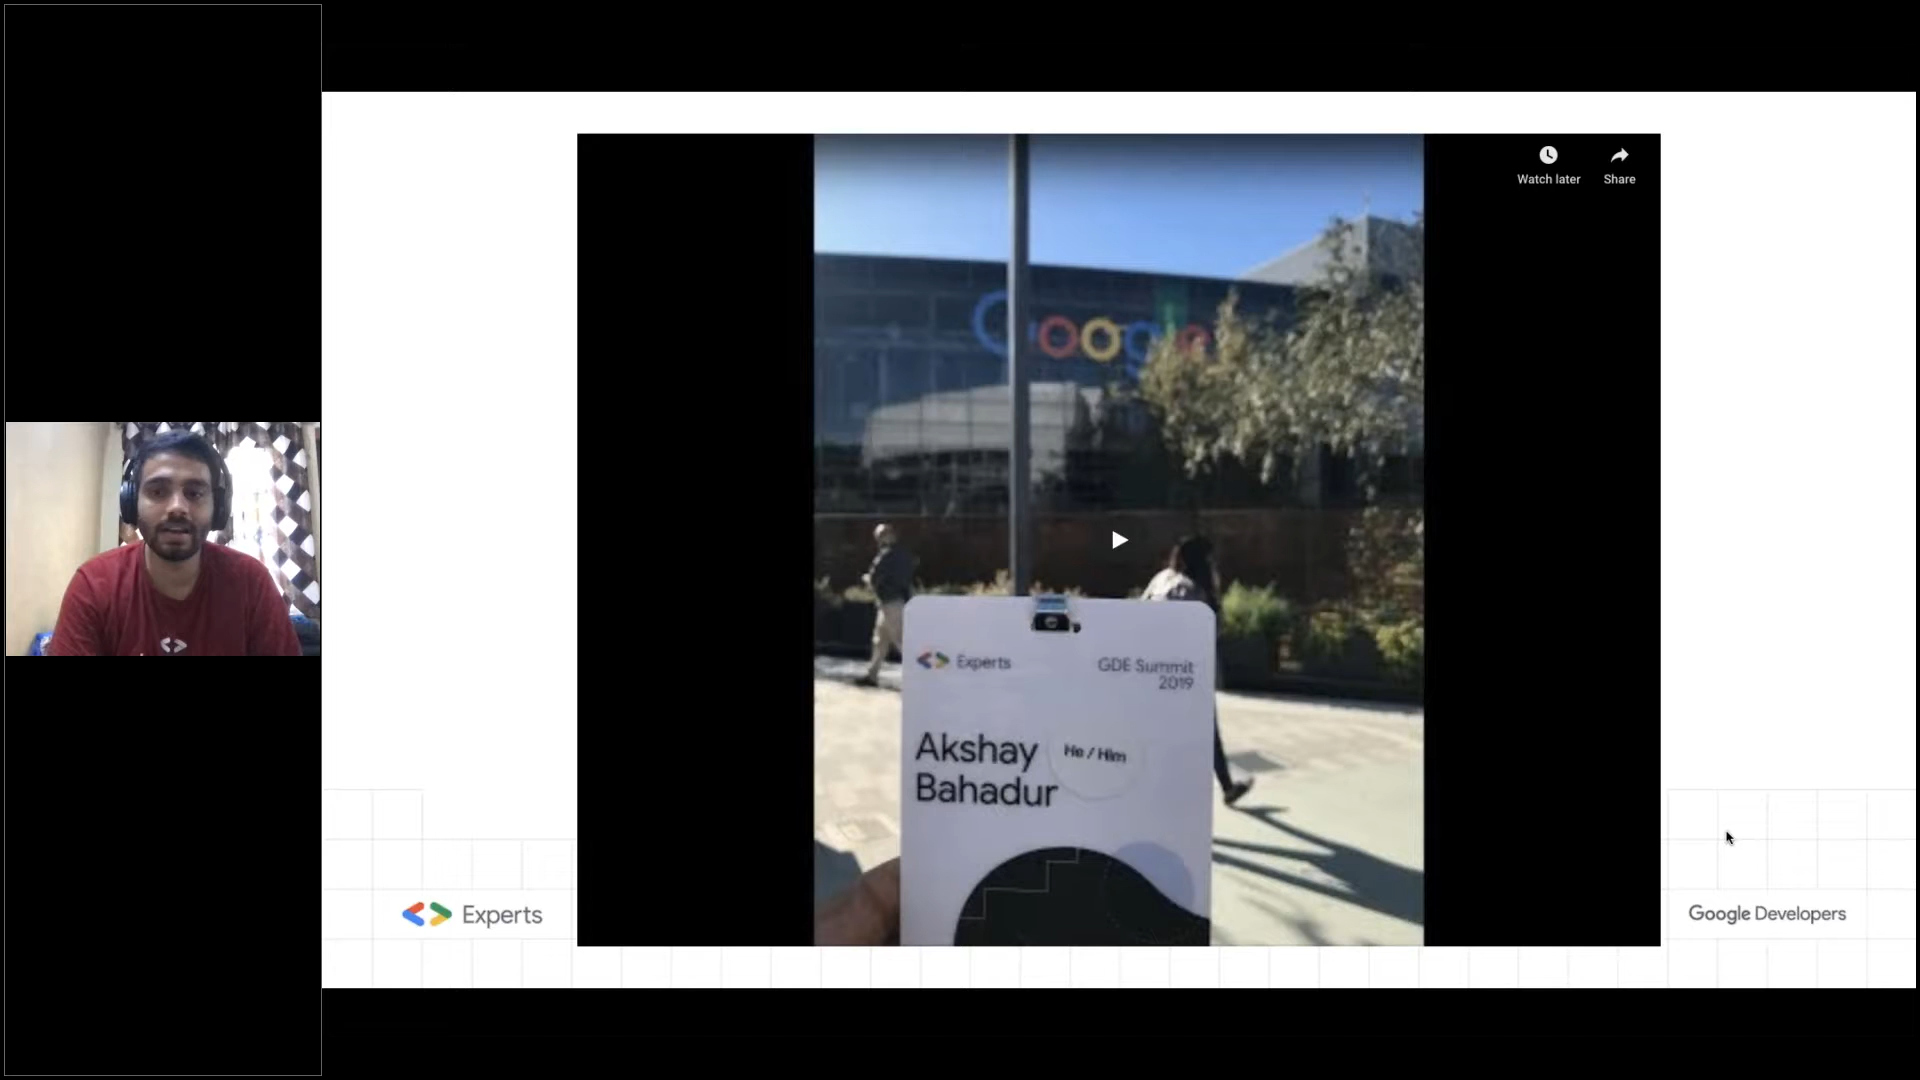 Watch later
Share
Google
Experts
GDE Summit
2019
Akshay
He / Him
Bahadur
Experts
Google Developers